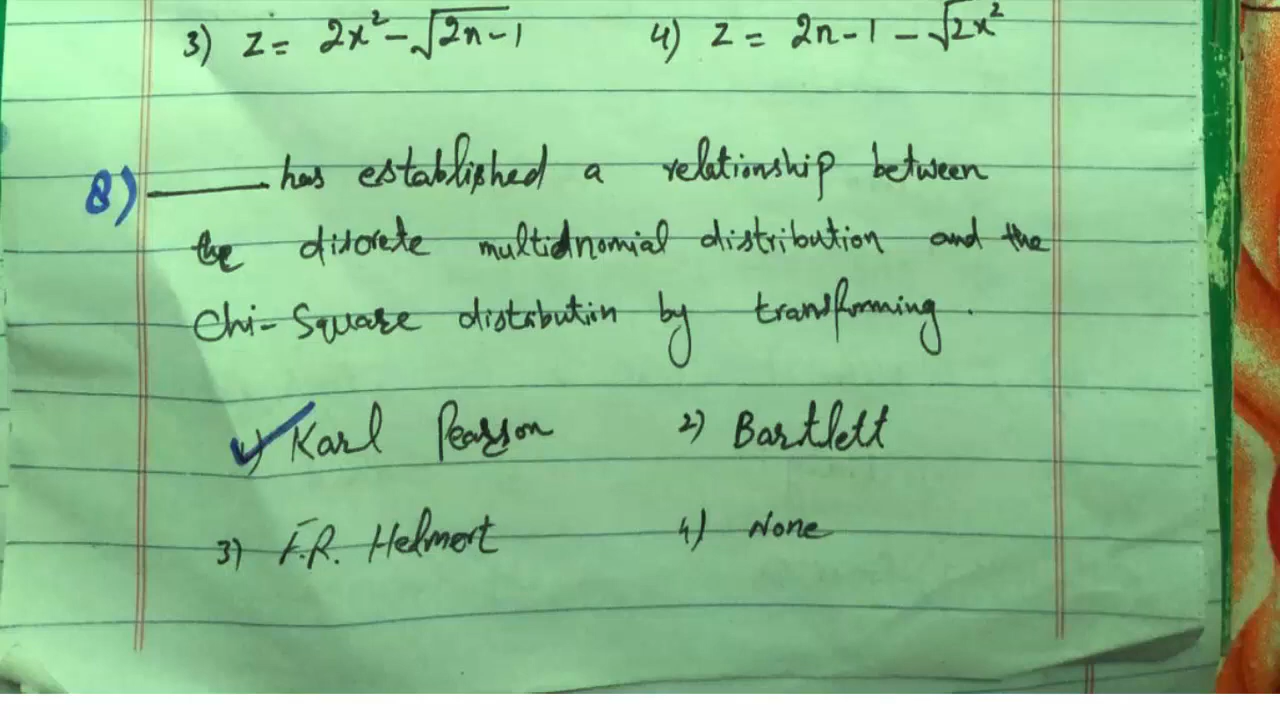 3) Z = 2x² - √2n-1 4) Z = 2n-1 - √2x²
8) ______ has established a relationship between
the discrete multidnomial distribution and the
Chi-Square distribution by transforming.
1) Karl Pearson 2) Bartlett
3) F.R. Helmert 4) None